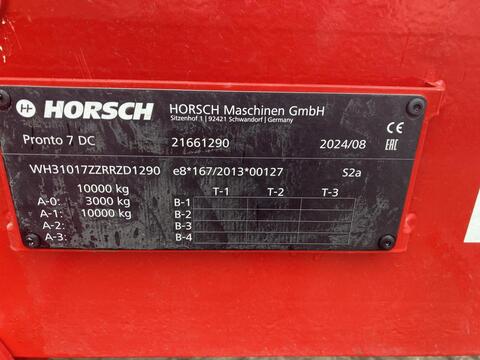 HORSCH HORSCH Maschinen GmbH
Sitzenhof 1 | 92421 Schwandorf | Germany
Pronto 7 DC 21661290 2024/08 CE EAC
WH31017ZZRRZD1290 e8*167/2013*00127 S2a
10000 kg T-1 T-2 T-3
A-0: 3000 kg B-1
A-1: 10000 kg B-2
A-2: B-3
A-3: B-4